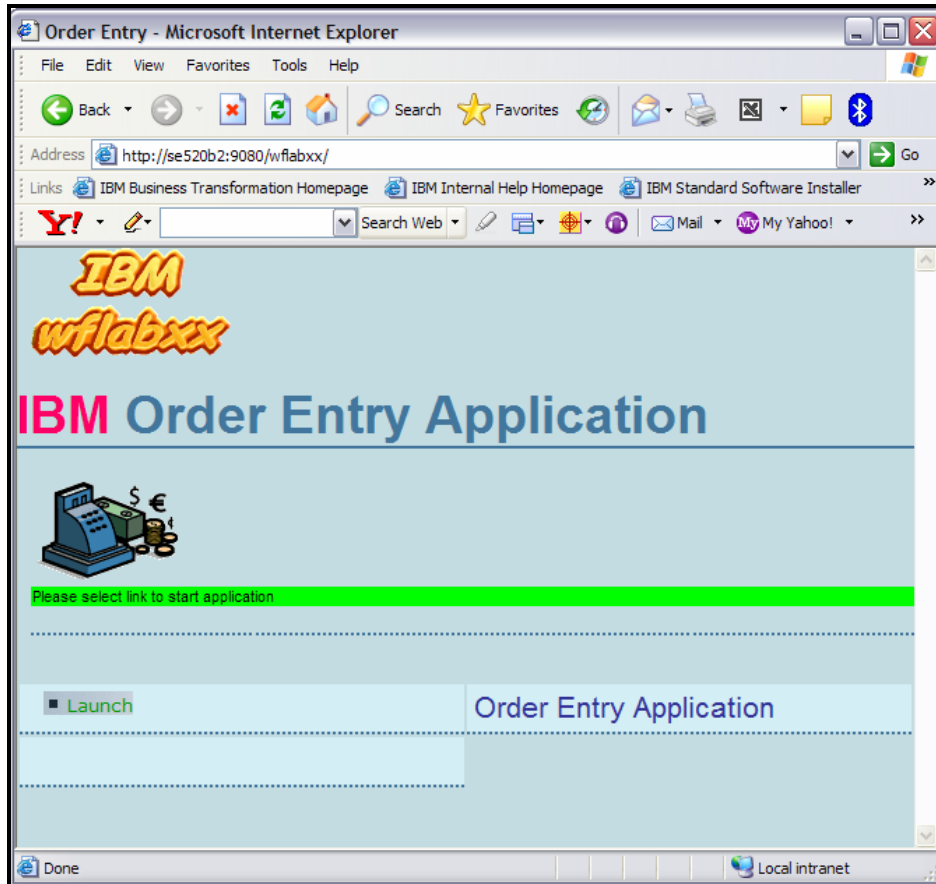 Order Entry - Microsoft Internet Explorer
File Edit View Favorites Tools Help
Back Search Favorites
Address http://se520b2:9080/wflabxx/ Go
Links IBM Business Transformation Homepage IBM Internal Help Homepage IBM Standard Software Installer »
Y! Search Web Mail My My Yahoo! »
IBM
wflabxx
IBM Order Entry Application
$ € ¢
Please select link to start application
Launch Order Entry Application
Done Local intranet